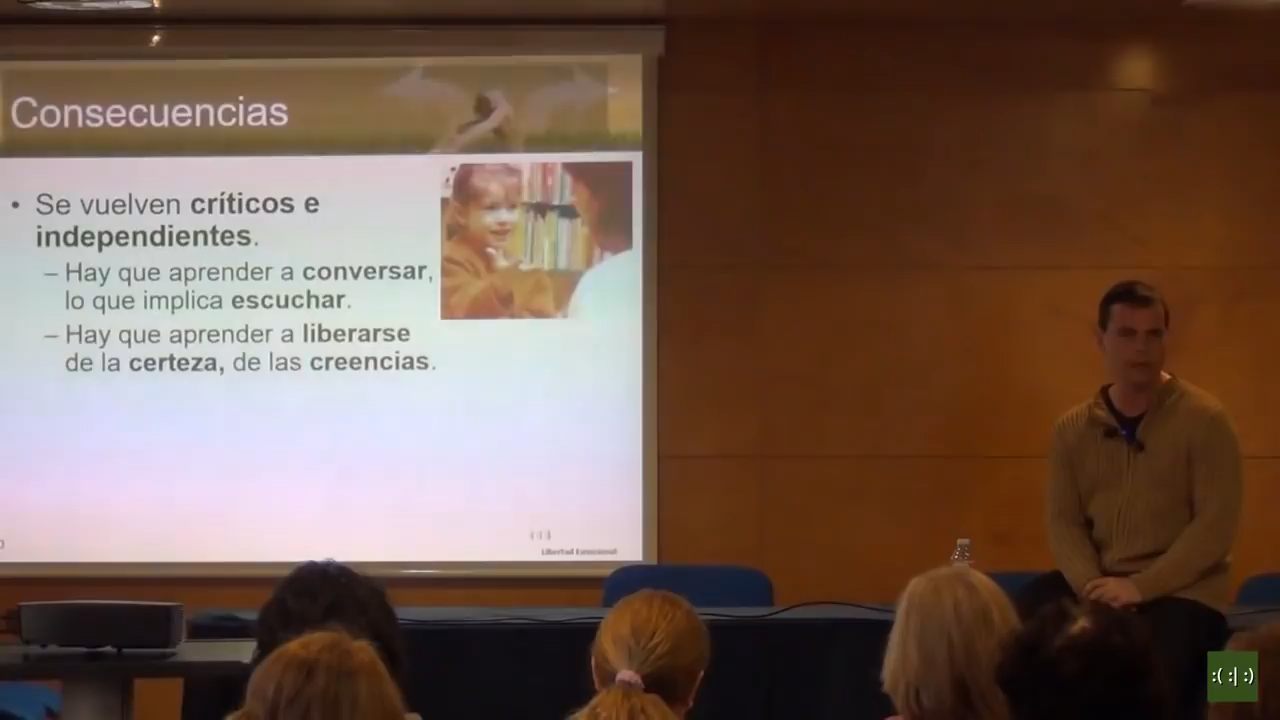 Consecuencias
• Se vuelven críticos e
independientes.
– Hay que aprender a conversar,
lo que implica escuchar.
– Hay que aprender a liberarse
de la certeza, de las creencias.
Libertad Emocional
:( :| :)